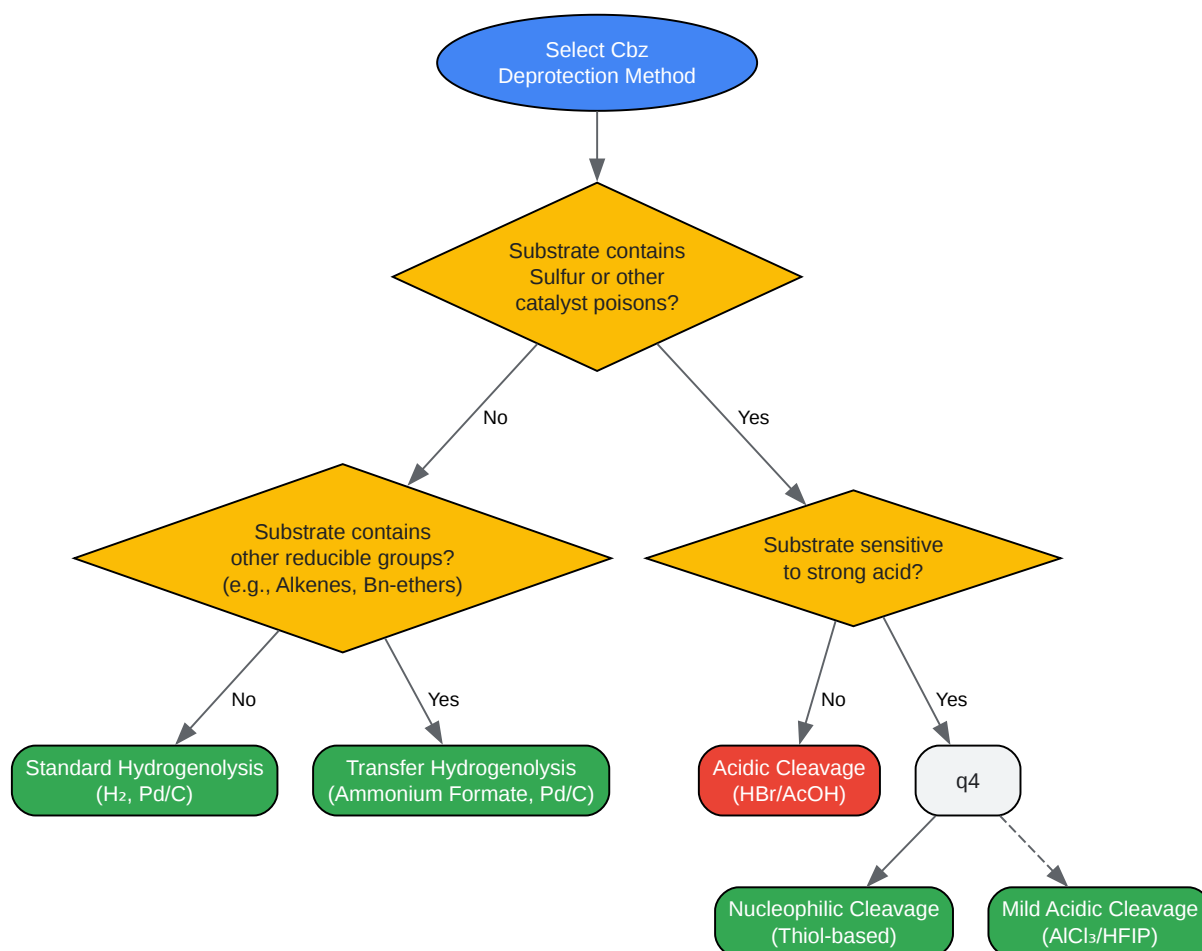 Select Cbz
Deprotection Method
Substrate contains
Sulfur or other
catalyst poisons?
No
Yes
Substrate contains
other reducible groups?
(e.g., Alkenes, Bn-ethers)
Substrate sensitive
to strong acid?
No
Yes
No
Yes
Standard Hydrogenolysis
(H₂, Pd/C)
Transfer Hydrogenolysis
(Ammonium Formate, Pd/C)
Acidic Cleavage
(HBr/AcOH)
q4
Nucleophilic Cleavage
(Thiol-based)
Mild Acidic Cleavage
(AlCl₃/HFIP)